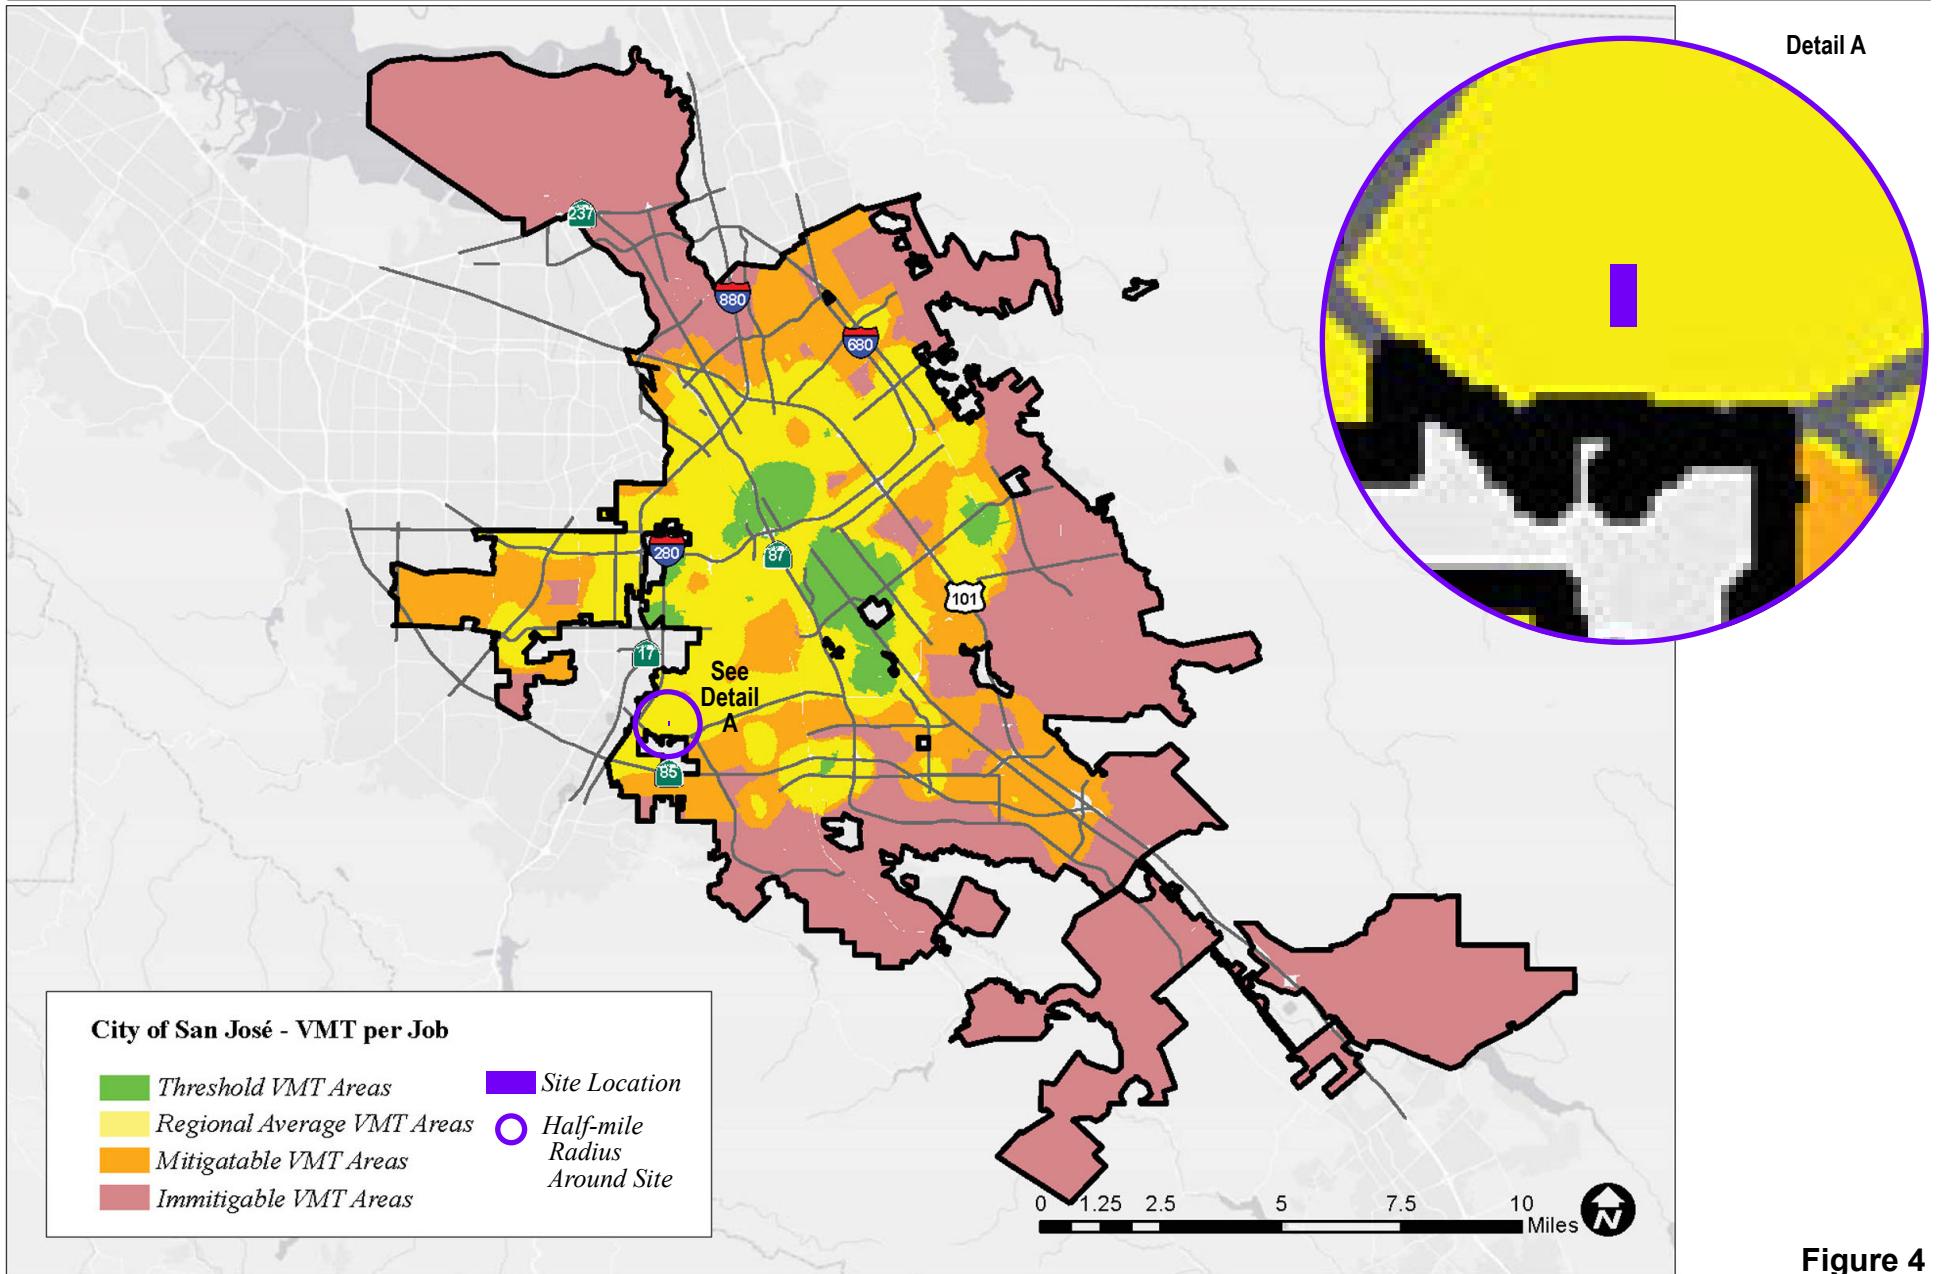 Detail A
237
880
680
280
87
101
17
See
Detail
A
85
City of San José - VMT per Job
Threshold VMT Areas
Regional Average VMT Areas
Mitigatable VMT Areas
Immitigable VMT Areas
Site Location
Half-mile
Radius
Around Site
0 1.25 2.5 5 7.5 10
Miles
N
Figure 4